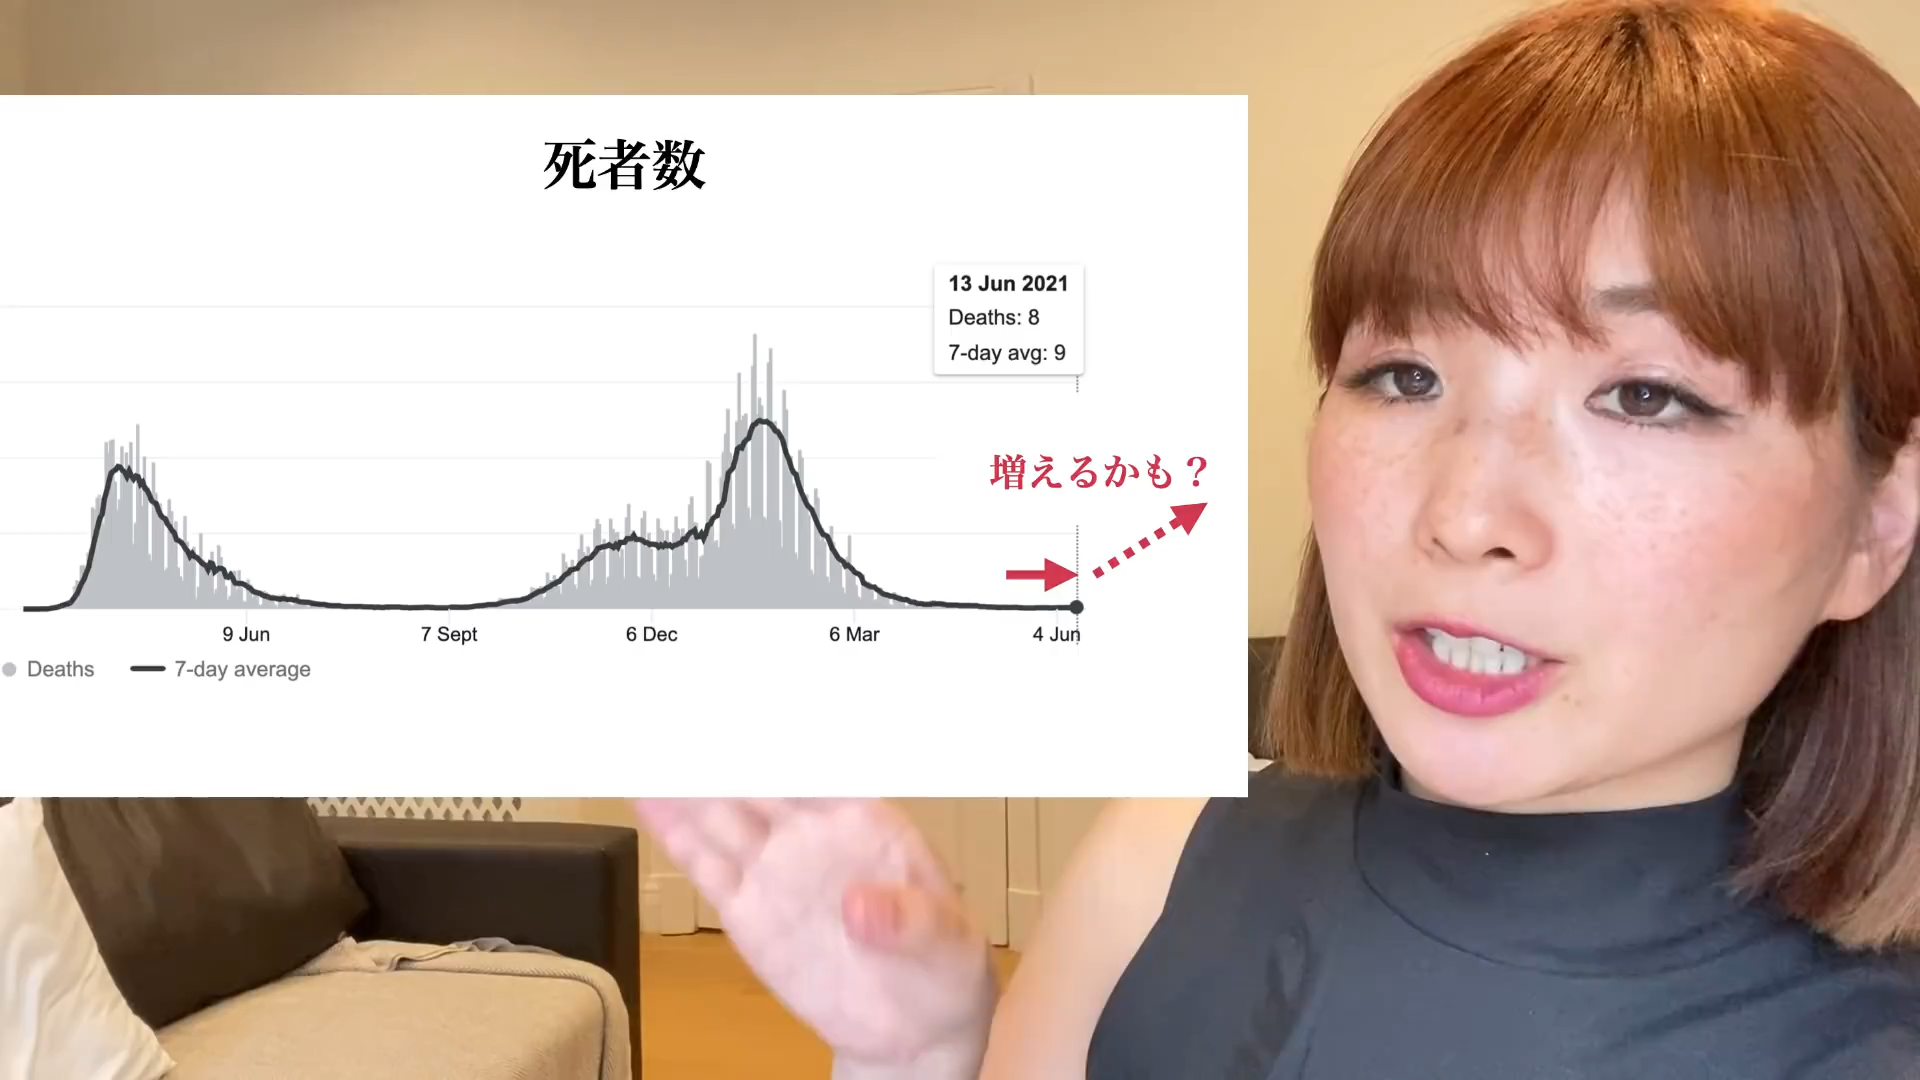 死者数
13 Jun 2021
Deaths: 8
7-day avg: 9
増えるかも？
9 Jun
7 Sept
6 Dec
6 Mar
4 Jun
Deaths
7-day average